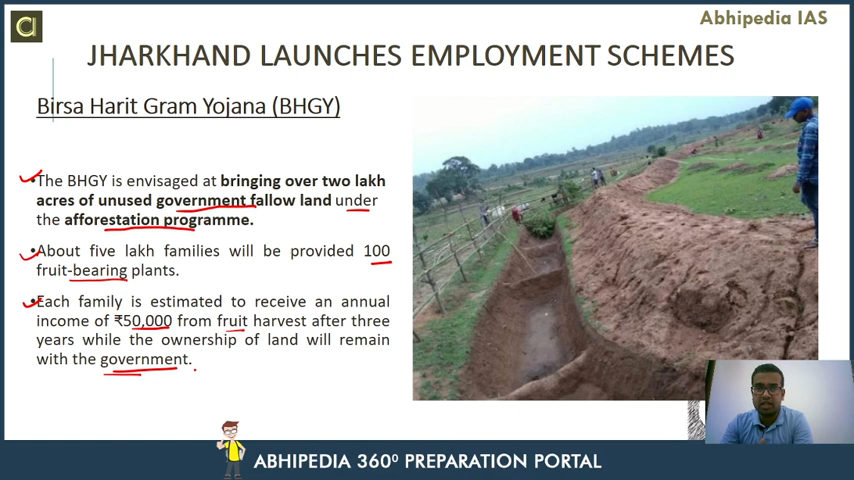 Abhipedia IAS
JHARKHAND LAUNCHES EMPLOYMENT SCHEMES
Birsa Harit Gram Yojana (BHGY)
•The BHGY is envisaged at bringing over two lakh
acres of unused government fallow land under
the afforestation programme.
•About five lakh families will be provided 100
fruit-bearing plants.
•Each family is estimated to receive an annual
income of ₹50,000 from fruit harvest after three
years while the ownership of land will remain
with the government.
ABHIPEDIA 360⁰ PREPARATION PORTAL